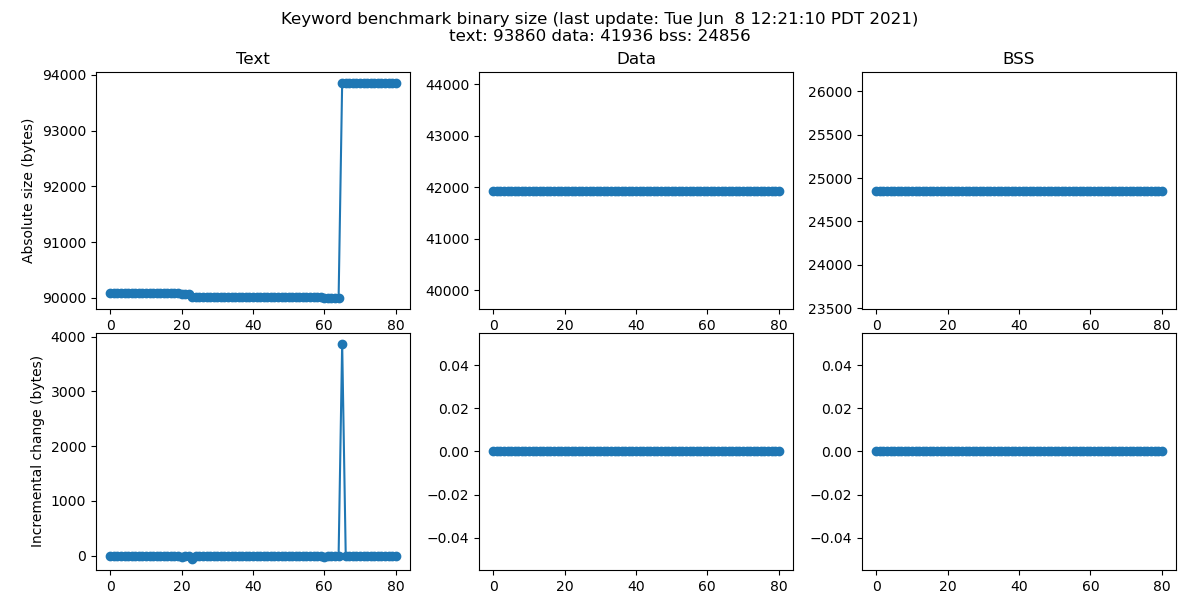 Keyword benchmark binary size (last update: Tue Jun  8 12:21:10 PDT 2021)
text: 93860 data: 41936 bss: 24856
Text
Data
BSS
Absolute size (bytes)
94000
93000
92000
91000
90000
0 20 40 60 80
44000
43000
42000
41000
40000
0 20 40 60 80
26000
25500
25000
24500
24000
23500
0 20 40 60 80
Incremental change (bytes)
4000
3000
2000
1000
0
0 20 40 60 80
0.04
0.02
0.00
−0.02
−0.04
0 20 40 60 80
0.04
0.02
0.00
−0.02
−0.04
0 20 40 60 80